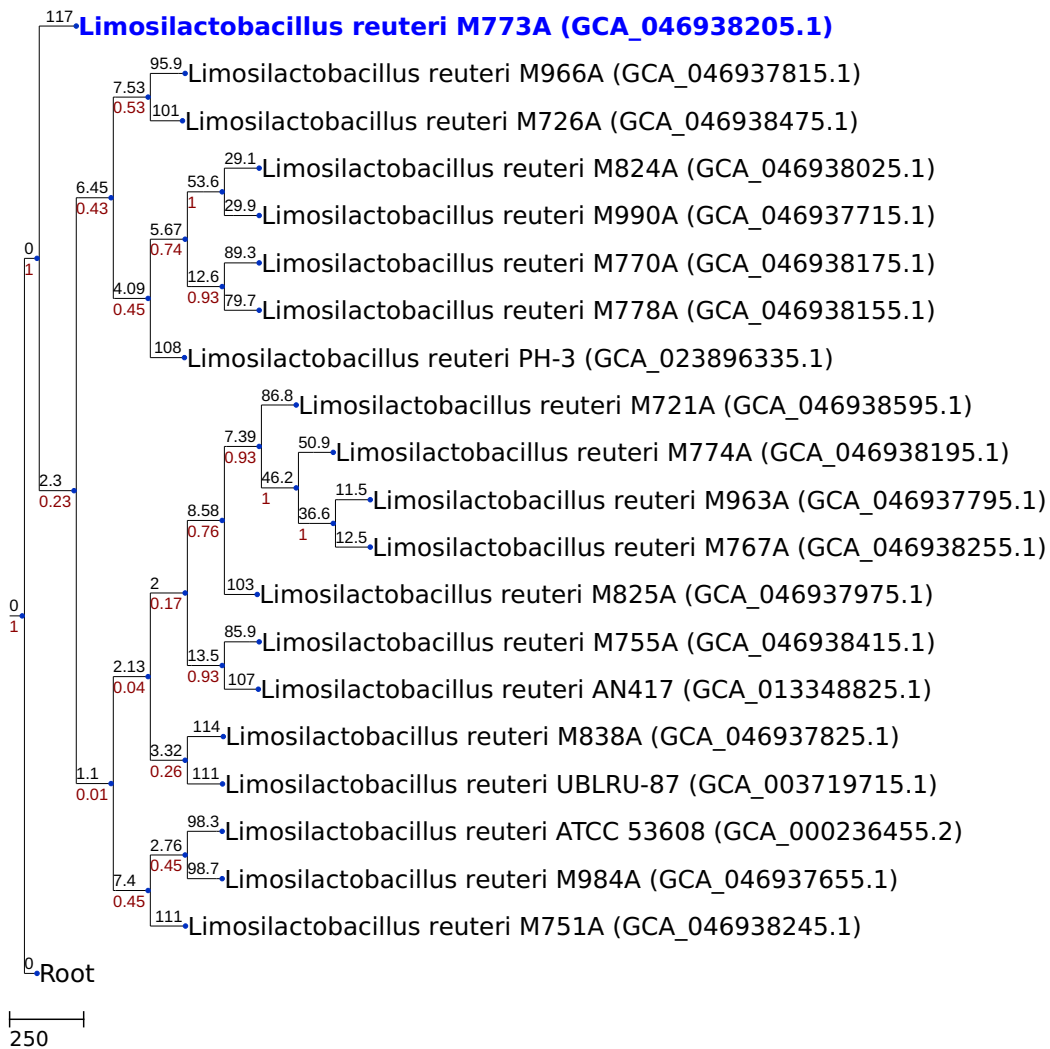 117
Limosilactobacillus reuteri M773A (GCA_046938205.1)
95.9
Limosilactobacillus reuteri M966A (GCA_046937815.1)
7.53
0.53
101
Limosilactobacillus reuteri M726A (GCA_046938475.1)
29.1
Limosilactobacillus reuteri M824A (GCA_046938025.1)
53.6
1
6.45
0.43
29.9
Limosilactobacillus reuteri M990A (GCA_046937715.1)
5.67
0.74
0
1
89.3
Limosilactobacillus reuteri M770A (GCA_046938175.1)
12.6
0.93
4.09
0.45
79.7
Limosilactobacillus reuteri M778A (GCA_046938155.1)
108
Limosilactobacillus reuteri PH-3 (GCA_023896335.1)
86.8
Limosilactobacillus reuteri M721A (GCA_046938595.1)
7.39
0.93
50.9
Limosilactobacillus reuteri M774A (GCA_046938195.1)
2.3
0.23
46.2
1
11.5
Limosilactobacillus reuteri M963A (GCA_046937795.1)
8.58
0.76
36.6
1
12.5
Limosilactobacillus reuteri M767A (GCA_046938255.1)
2
0.17
103
Limosilactobacillus reuteri M825A (GCA_046937975.1)
0
1
85.9
Limosilactobacillus reuteri M755A (GCA_046938415.1)
13.5
0.93
2.13
0.04
107
Limosilactobacillus reuteri AN417 (GCA_013348825.1)
114
Limosilactobacillus reuteri M838A (GCA_046937825.1)
3.32
0.26
1.1
0.01
111
Limosilactobacillus reuteri UBLRU-87 (GCA_003719715.1)
98.3
Limosilactobacillus reuteri ATCC 53608 (GCA_000236455.2)
2.76
0.45
98.7
Limosilactobacillus reuteri M984A (GCA_046937655.1)
7.4
0.45
111
Limosilactobacillus reuteri M751A (GCA_046938245.1)
0
Root
250